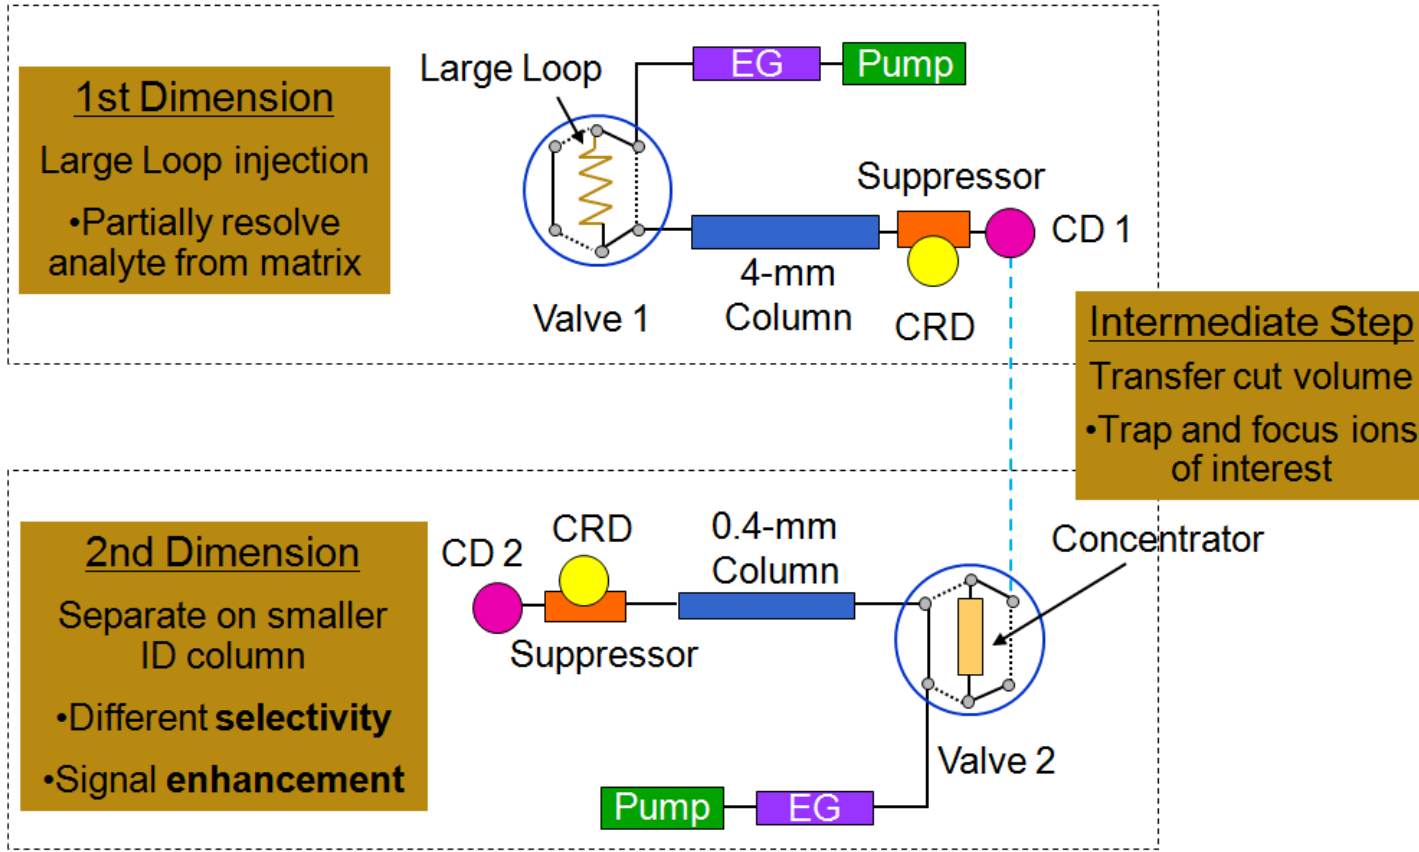 1st Dimension
Large Loop injection
•Partially resolve
analyte from matrix
Large Loop
EG
Pump
Valve 1
4-mm
Column
Suppressor
CRD
CD 1
Intermediate Step
Transfer cut volume
•Trap and focus ions
of interest
2nd Dimension
Separate on smaller
ID column
•Different selectivity
•Signal enhancement
CD 2
CRD
Suppressor
0.4-mm
Column
Concentrator
Valve 2
Pump
EG